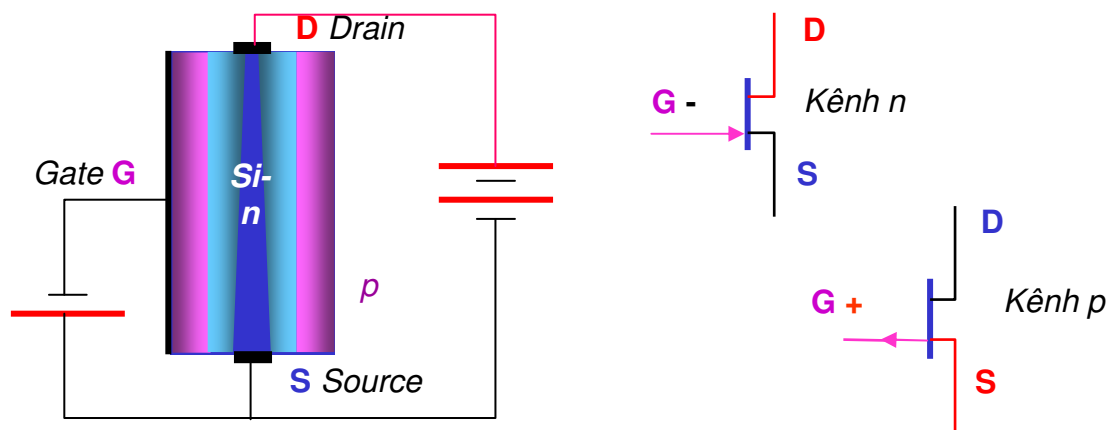 D Drain
Gate G
Si-
n
p
S Source
D
G -
Kênh n
S
D
G +
Kênh p
S